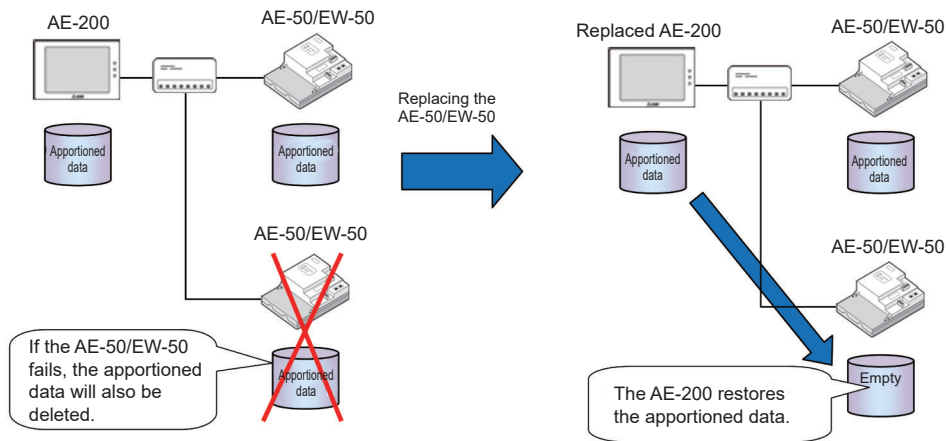 AE-200
AE-50/EW-50
Apportioned
data
Apportioned
data
AE-50/EW-50
Apportioned
data
If the AE-50/EW-50
fails, the apportioned
data will also be
deleted.
Replacing the
AE-50/EW-50
Replaced AE-200
AE-50/EW-50
Apportioned
data
Apportioned
data
AE-50/EW-50
Empty
The AE-200 restores
the apportioned data.